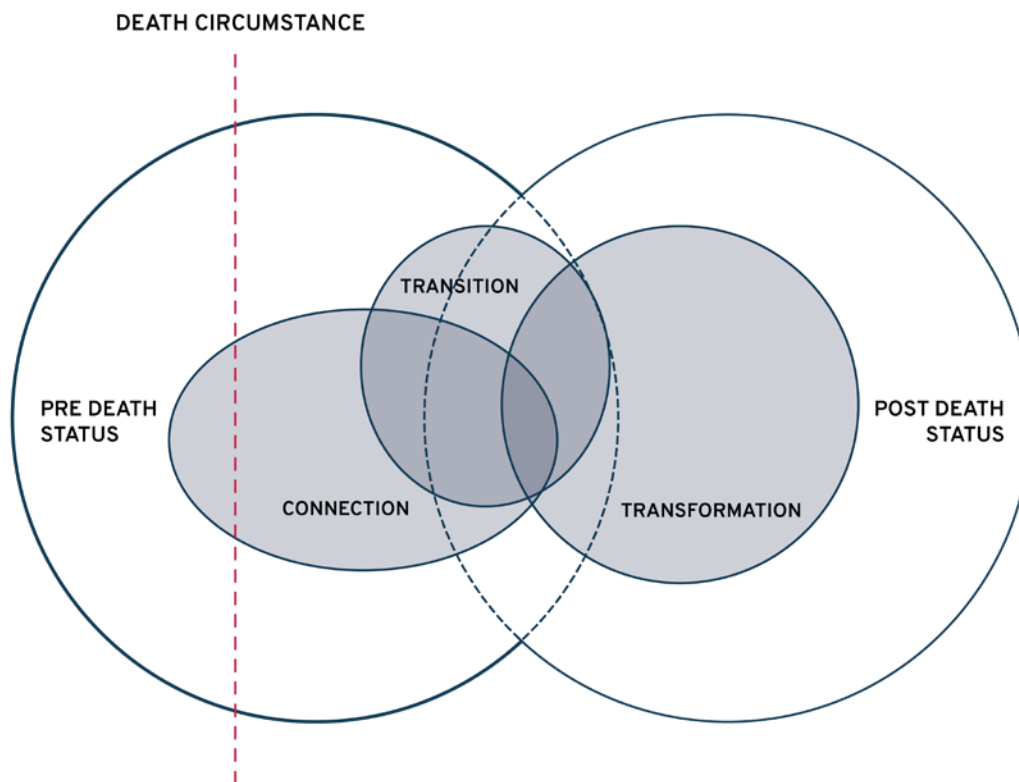 DEATH CIRCUMSTANCE
TRANSITION
PRE DEATH
STATUS
POST DEATH
STATUS
CONNECTION
TRANSFORMATION